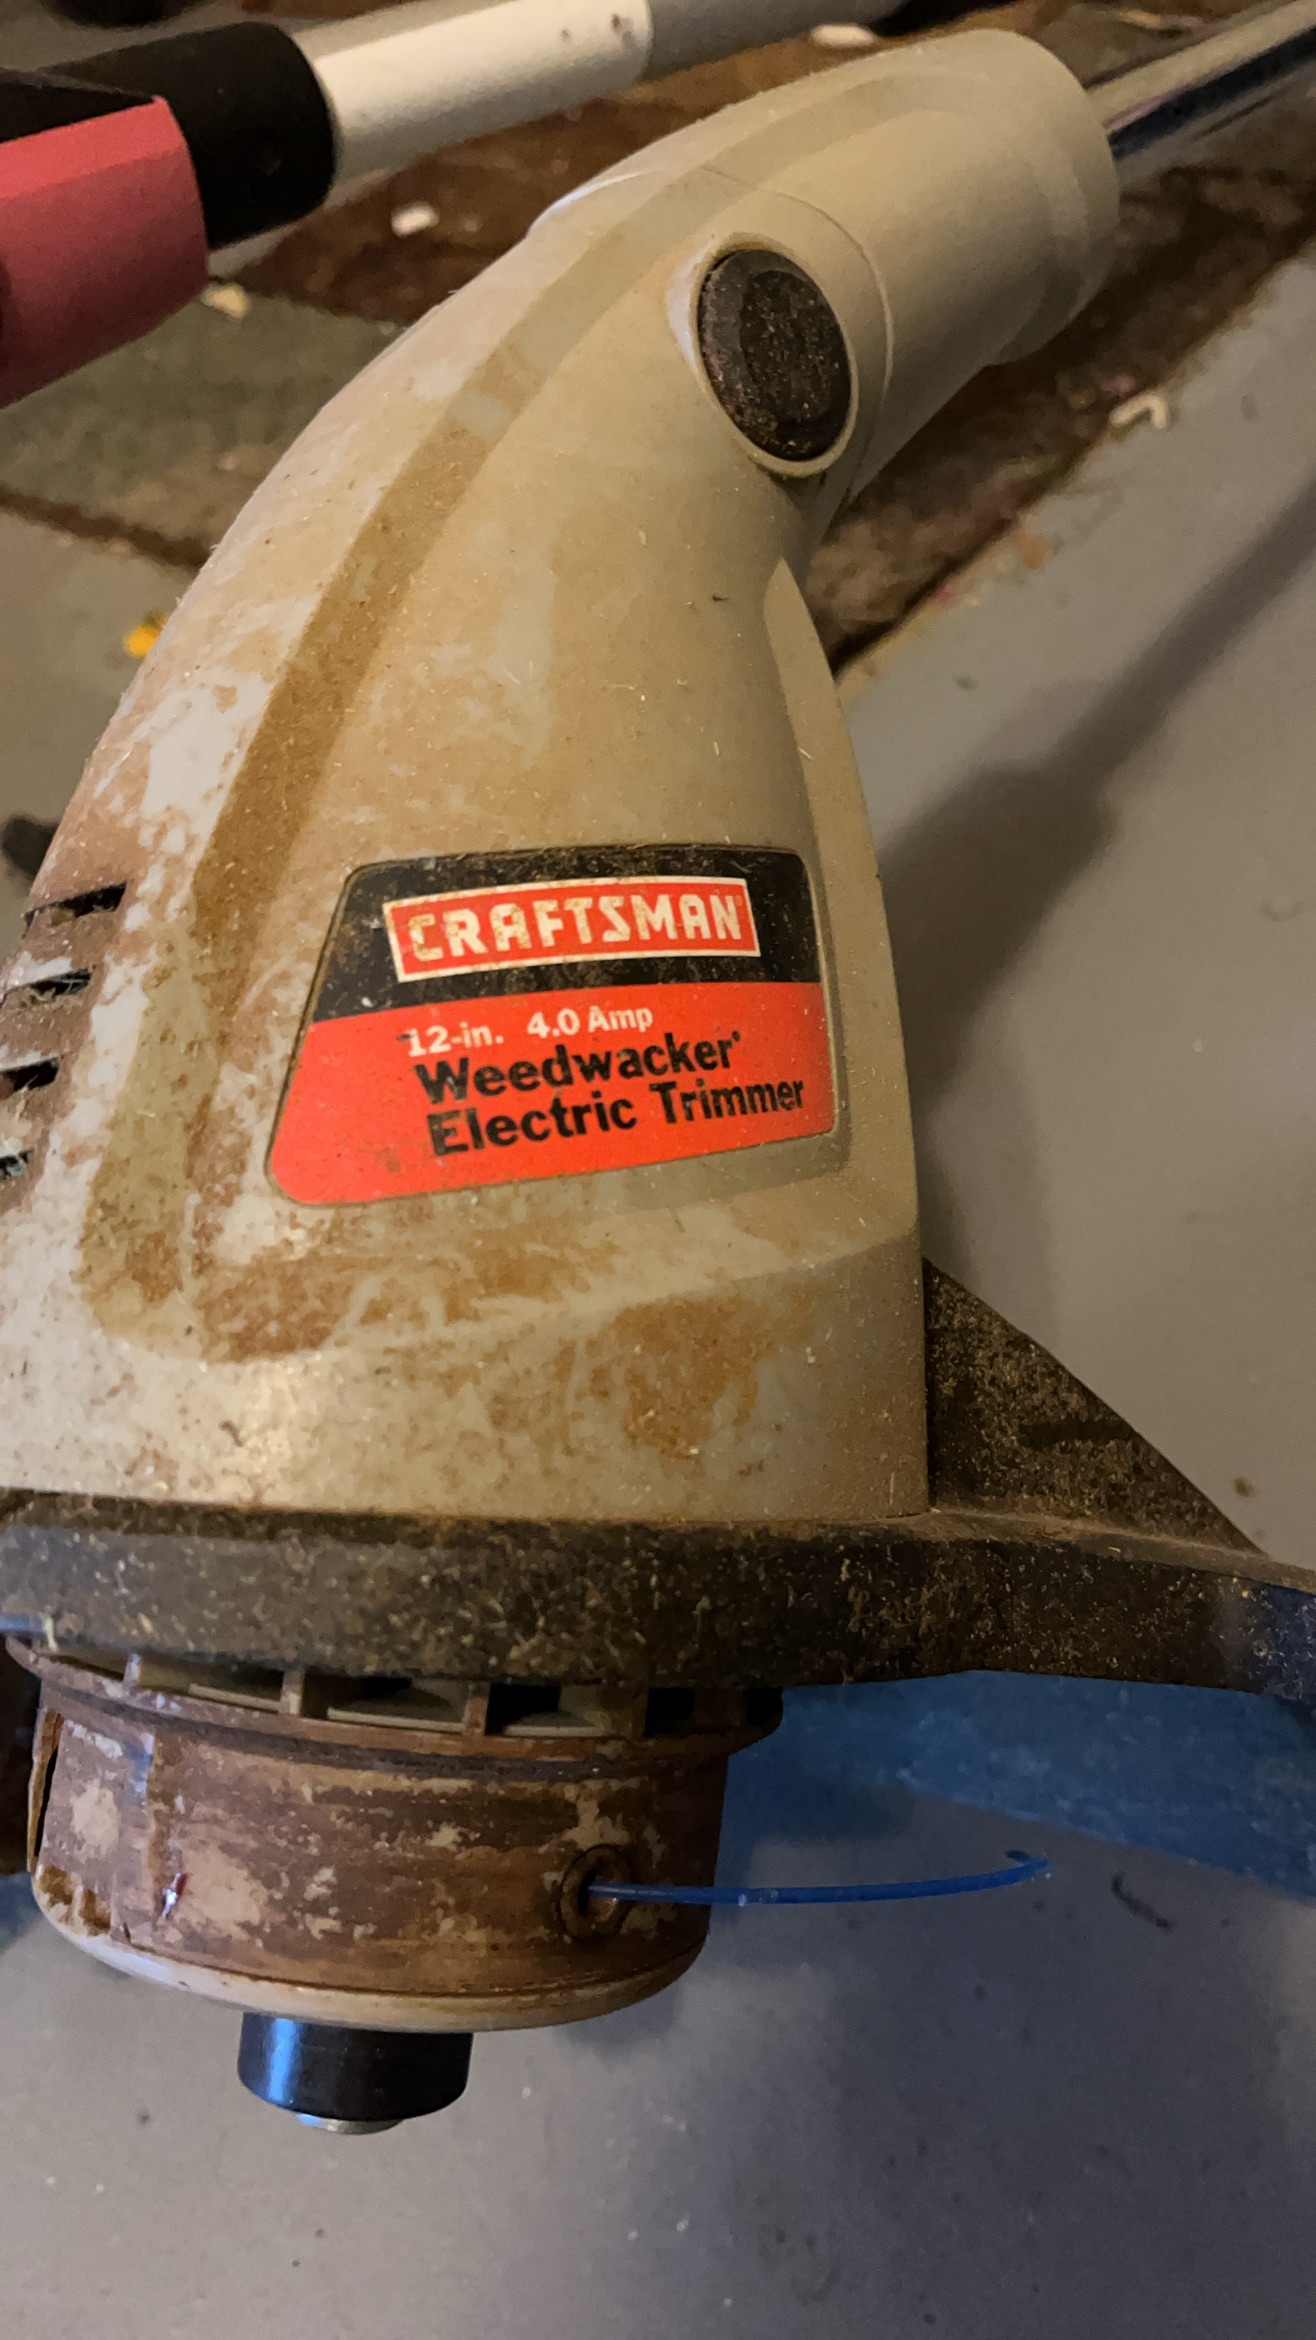 CRAFTSMAN
12-in. 4.0 Amp
Weedwacker®
Electric Trimmer